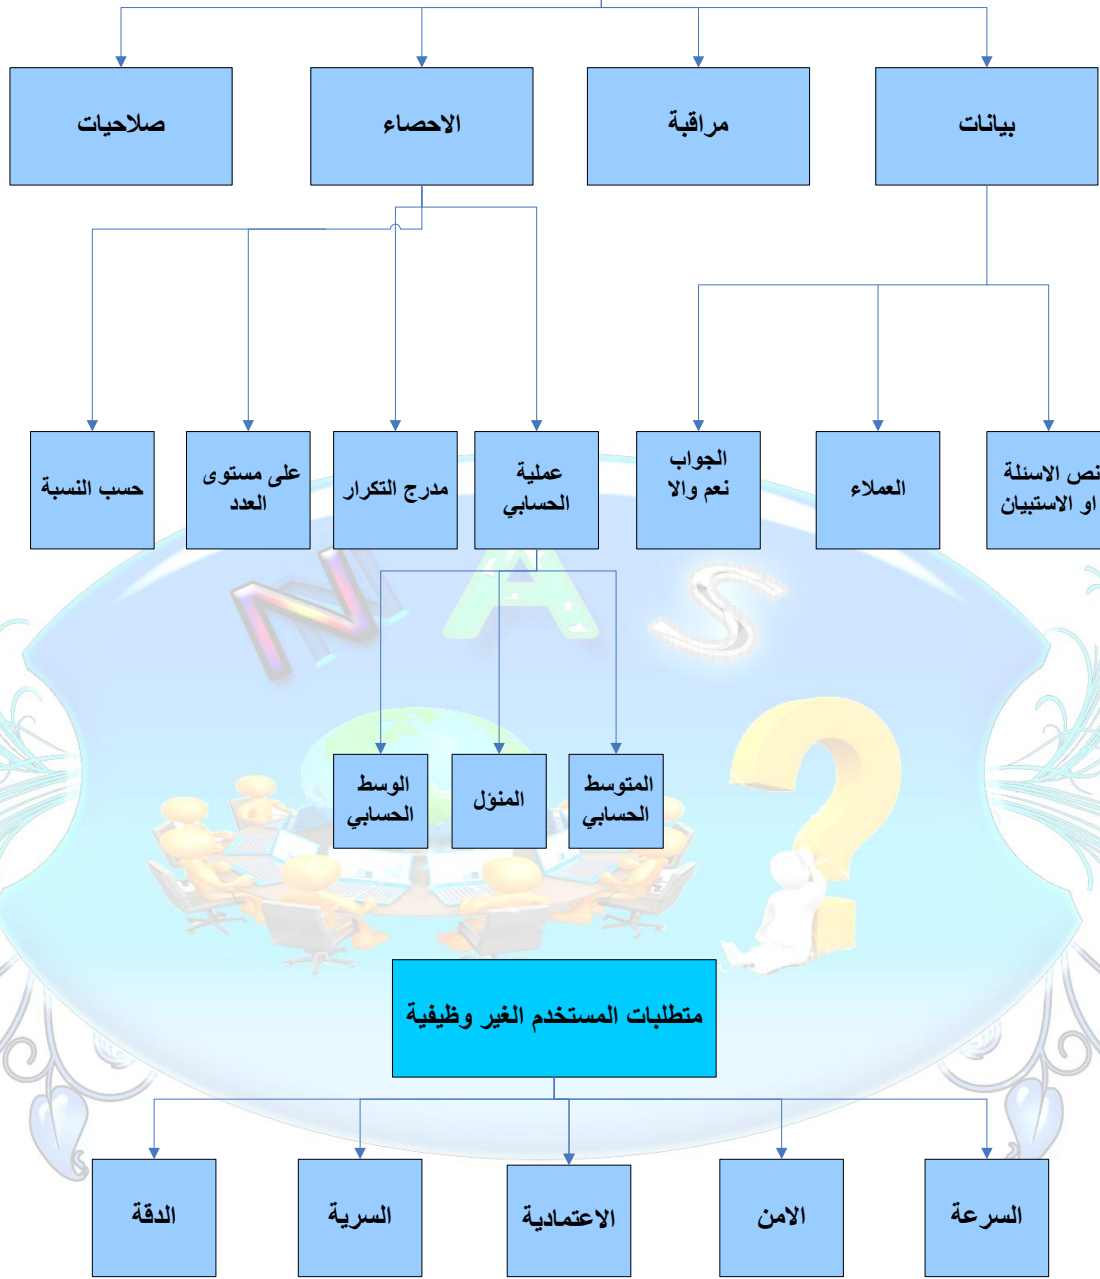 بيانات
مراقبة
الاحصاء
صلاحيات
نص الاسئلة
او الاستبيان
العملاء
الجواب
نعم والا
عملية
الحسابي
مدرج التكرار
على مستوى
العدد
حسب النسبة
N A S
المتوسط
الحسابي
المنوّل
الوسط
الحسابي
?
متطلبات المستخدم الغير وظيفية
السرعة
الامن
الاعتمادية
السرية
الدقة